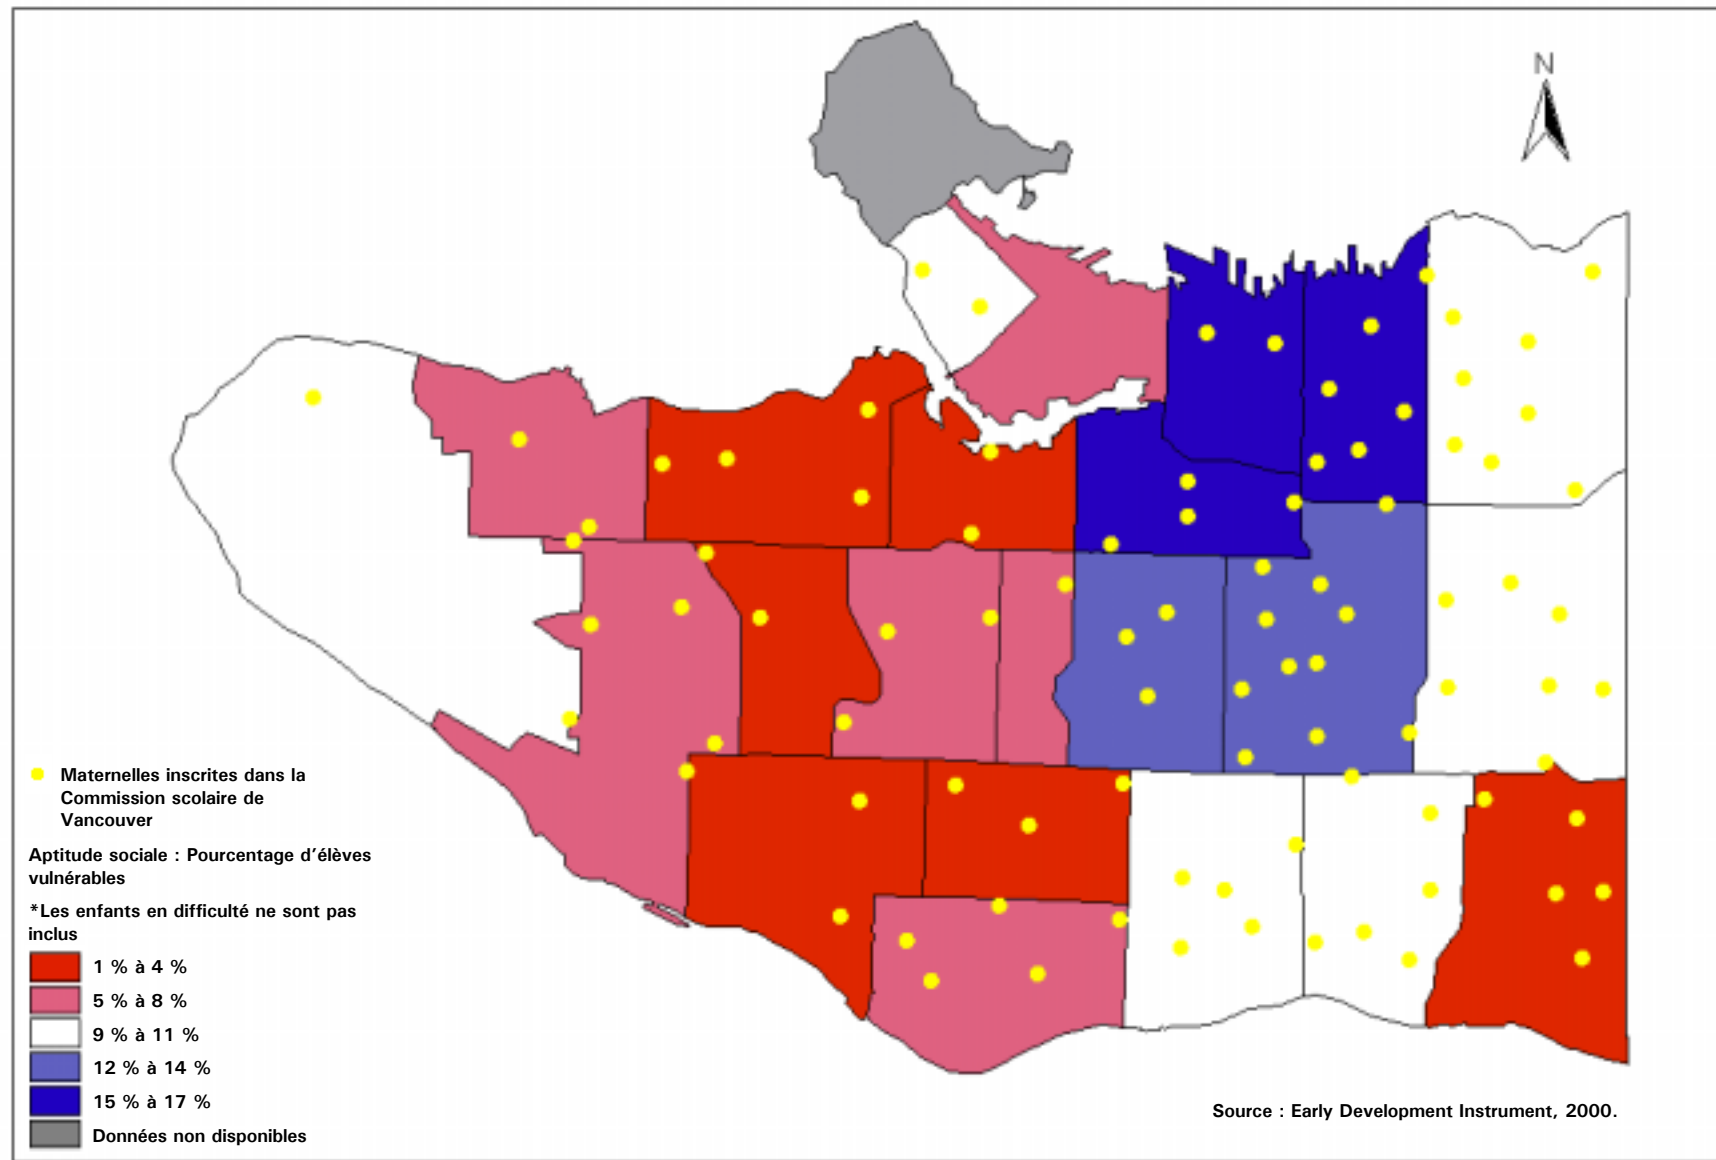 N
Maternelles inscrites dans la
Commission scolaire de
Vancouver
Aptitude sociale : Pourcentage d'élèves
vulnérables
*Les enfants en difficulté ne sont pas
inclus
1 % à 4 %
5 % à 8 %
9 % à 11 %
12 % à 14 %
15 % à 17 %
Données non disponibles
Source : Early Development Instrument, 2000.